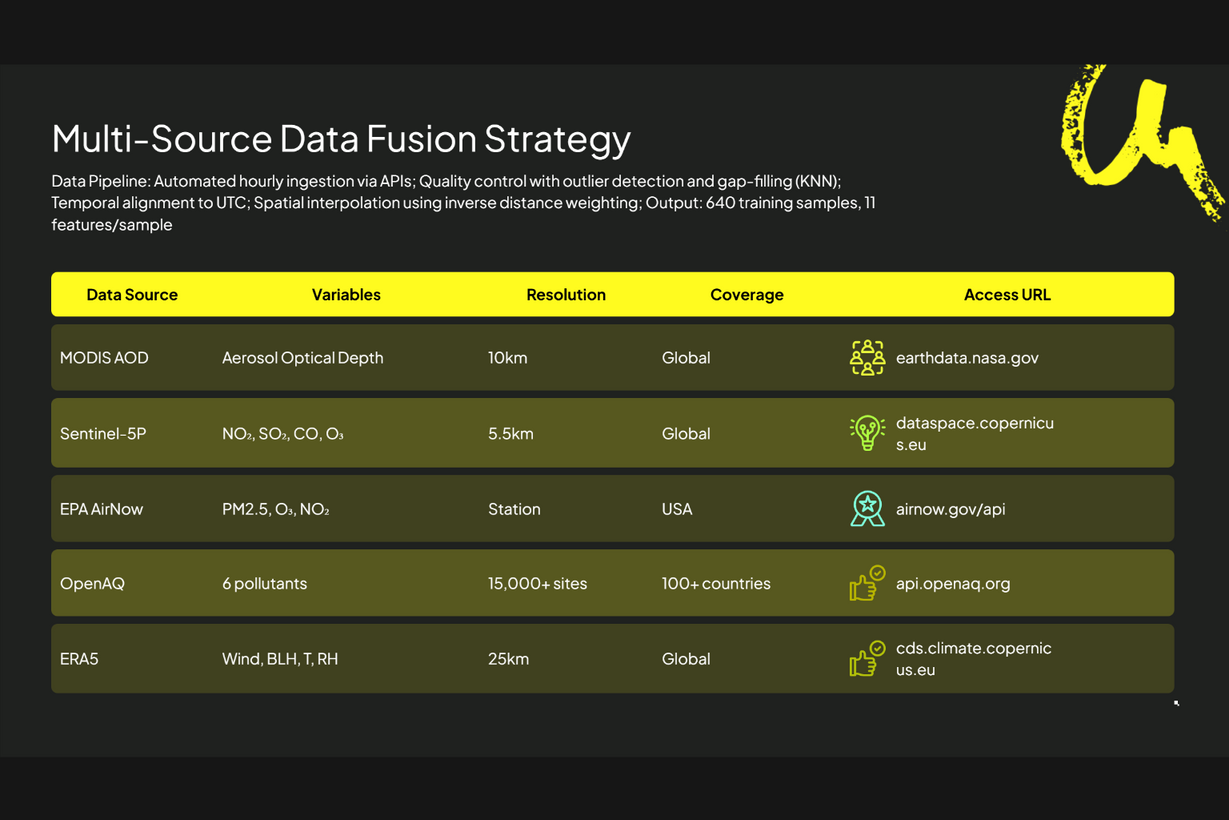 Multi-Source Data Fusion Strategy
Data Pipeline: Automated hourly ingestion via APIs; Quality control with outlier detection and gap-filling (KNN);
Temporal alignment to UTC; Spatial interpolation using inverse distance weighting; Output: 640 training samples, 11
features/sample
Data Source Variables Resolution Coverage Access URL
MODIS AOD Aerosol Optical Depth 10km Global earthdata.nasa.gov
Sentinel-5P NO₂, SO₂, CO, O₃ 5.5km Global dataspace.copernicu
s.eu
EPA AirNow PM2.5, O₃, NO₂ Station USA airnow.gov/api
OpenAQ 6 pollutants 15,000+ sites 100+ countries api.openaq.org
ERA5 Wind, BLH, T, RH 25km Global cds.climate.copernic
us.eu